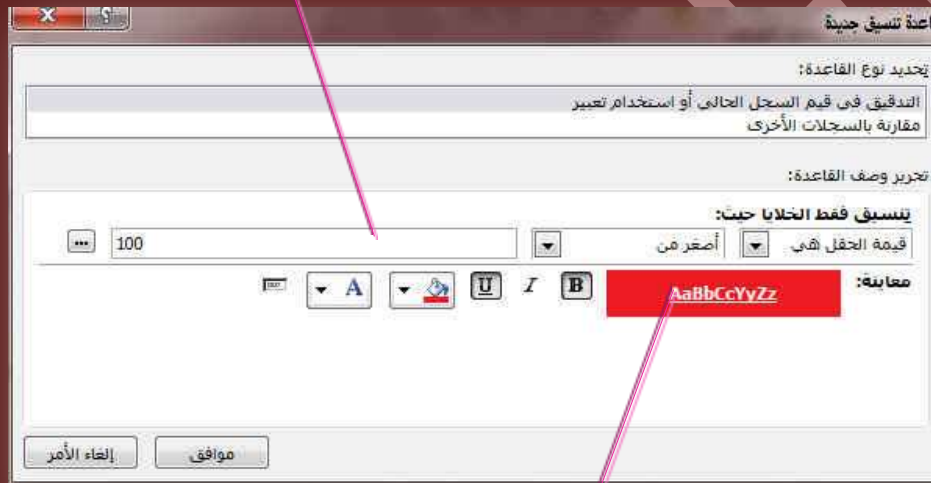 اعدة تنسيق جديدة
تحديد نوع القاعدة:
التدقيق في قيم السجل الحالي أو استخدام تعبير
مقارنة بالسجلات الأخرى
تحرير وصف القاعدة:
تنسيق فقط الخلايا حيث:
قيمة الحقل هي أصغر من 100 ...
معاينة: AaBbCcYyZz B I U A
موافق إلغاء الأمر